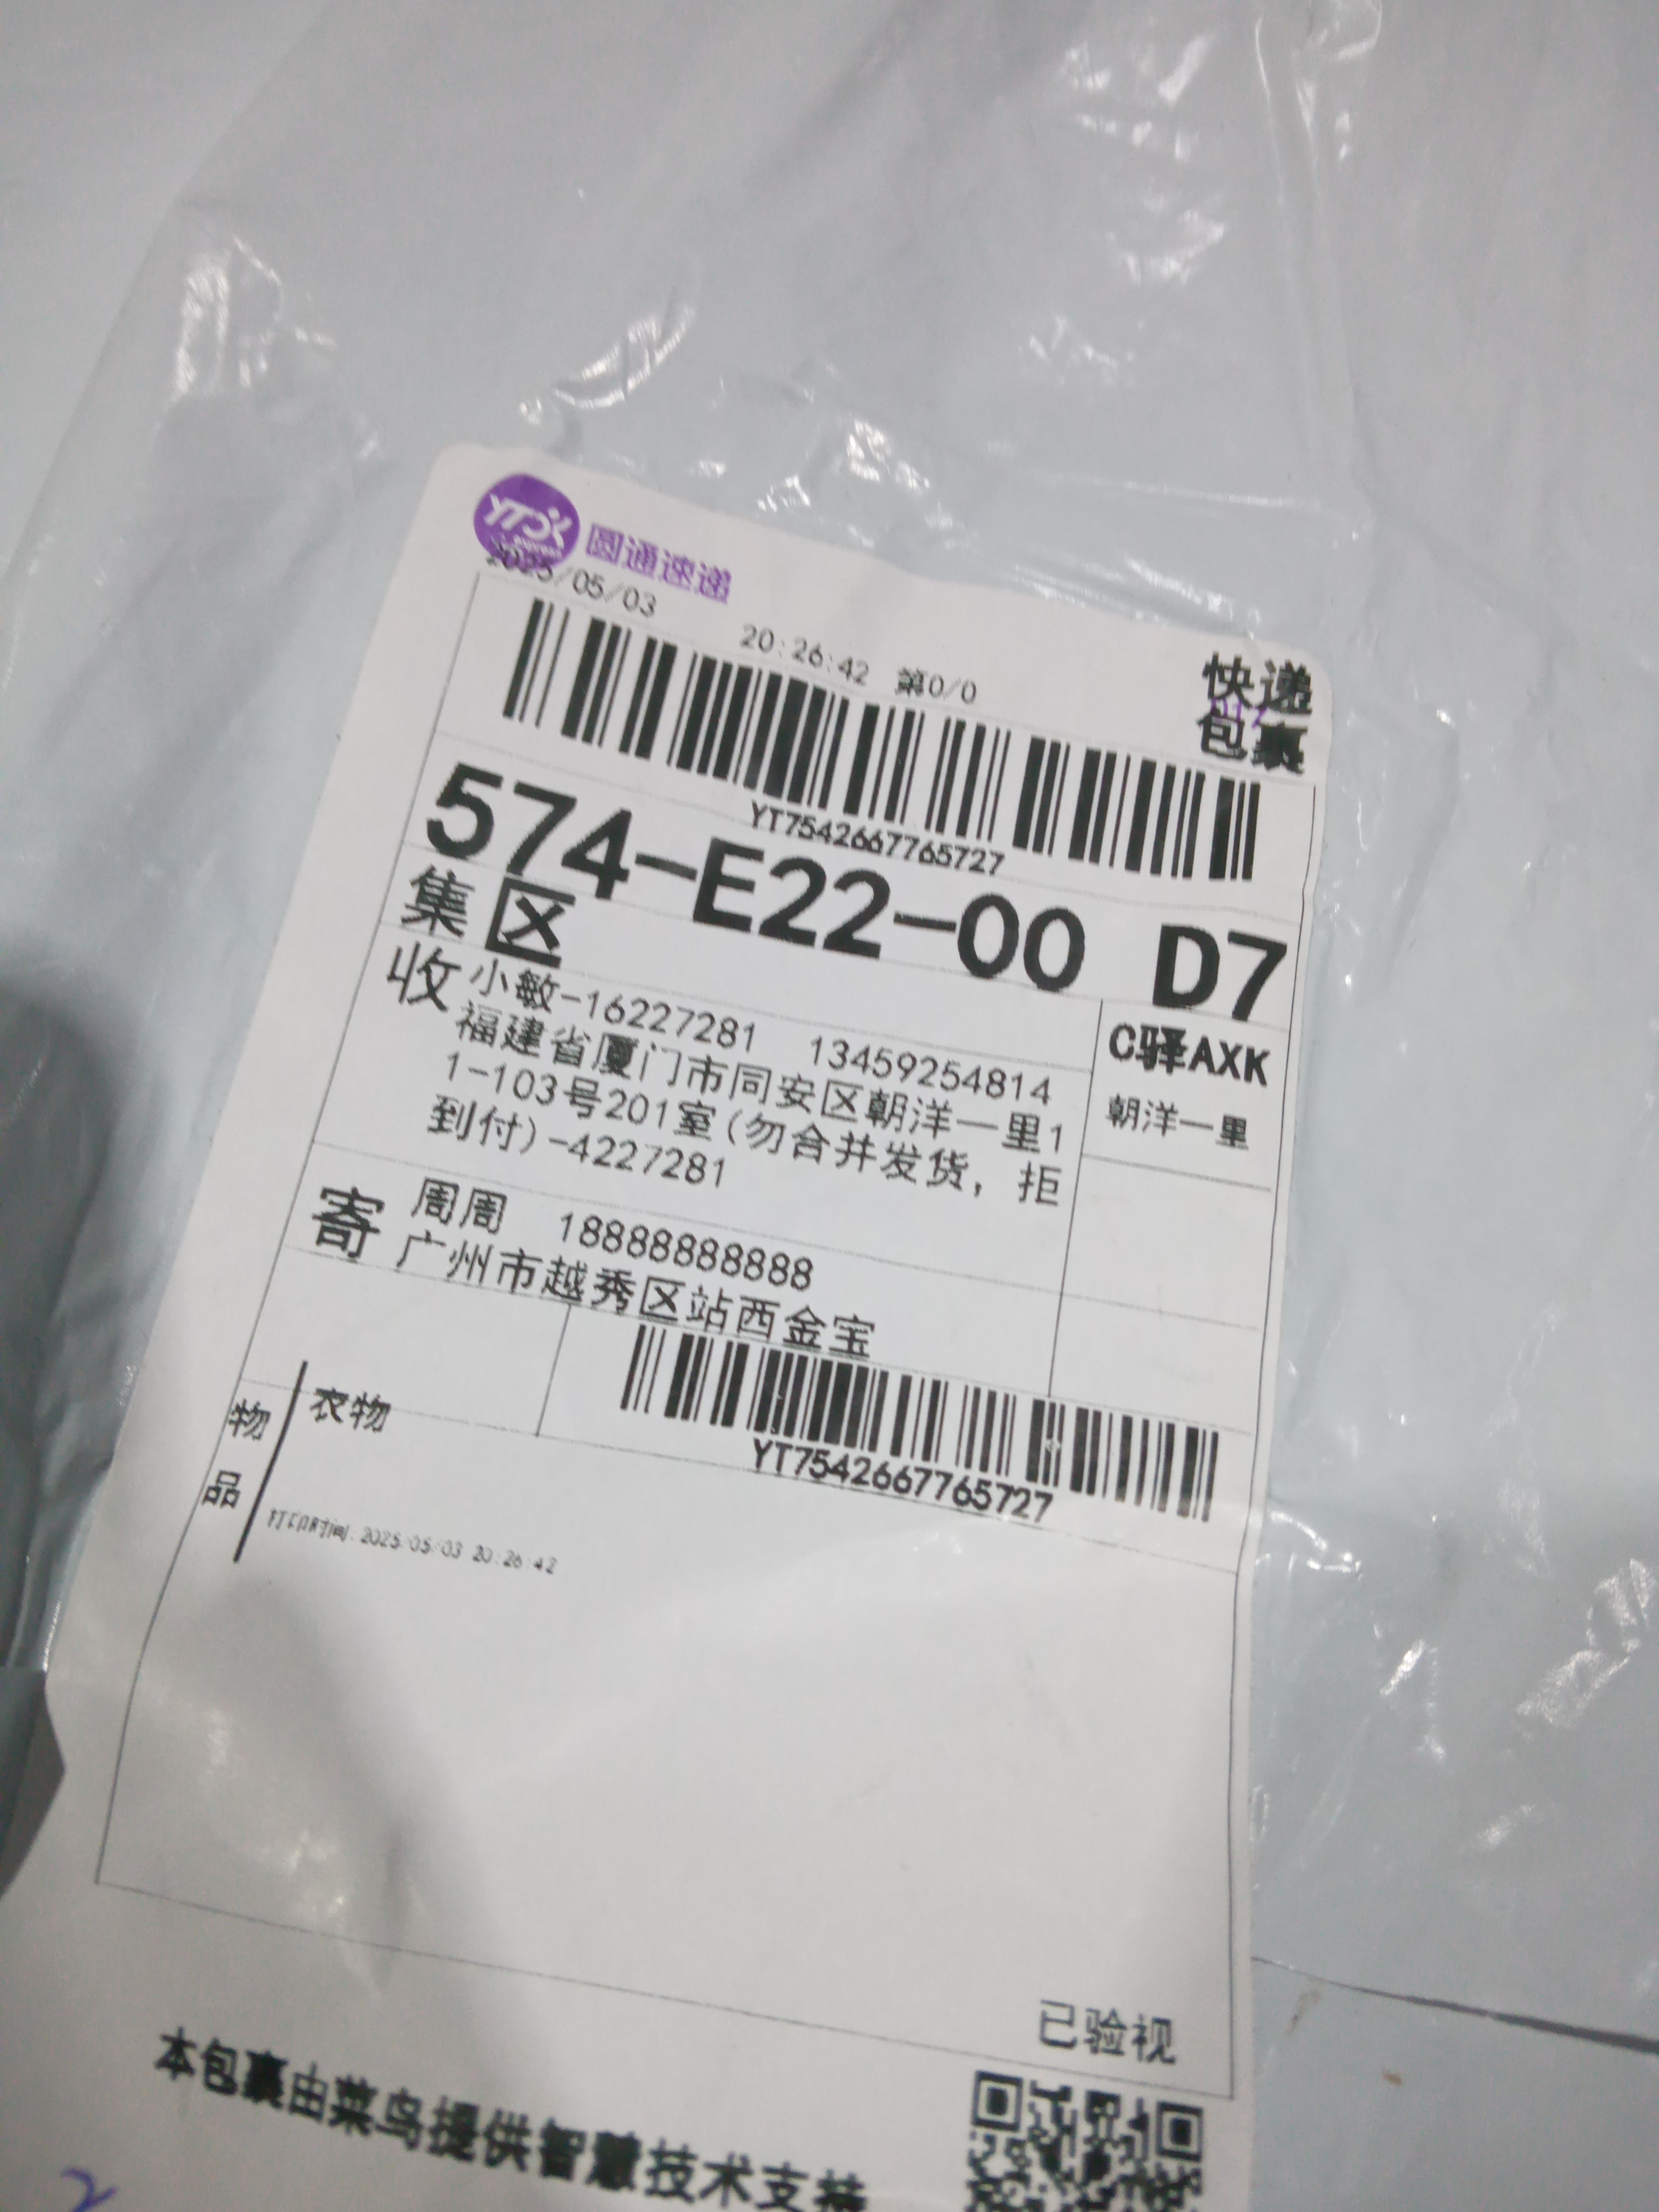 圆通速递
2025/05/03 20:26:42 第0/0
快递
包裹
YT7542667765727
574-E22-00 D7
集 区
收 小敏-16227281 13459254814
福建省厦门市同安区朝洋一里1
1-103号201室(勿合并发货，拒
到付)-4227281
C驿AXK
朝洋一里
寄 周周 18888888888
广州市越秀区站西金宝
YT7542667765727
物品 衣物
打印时间: 2025/05/03 20:26:42
已验视
本包裹由菜鸟提供智慧技术支持